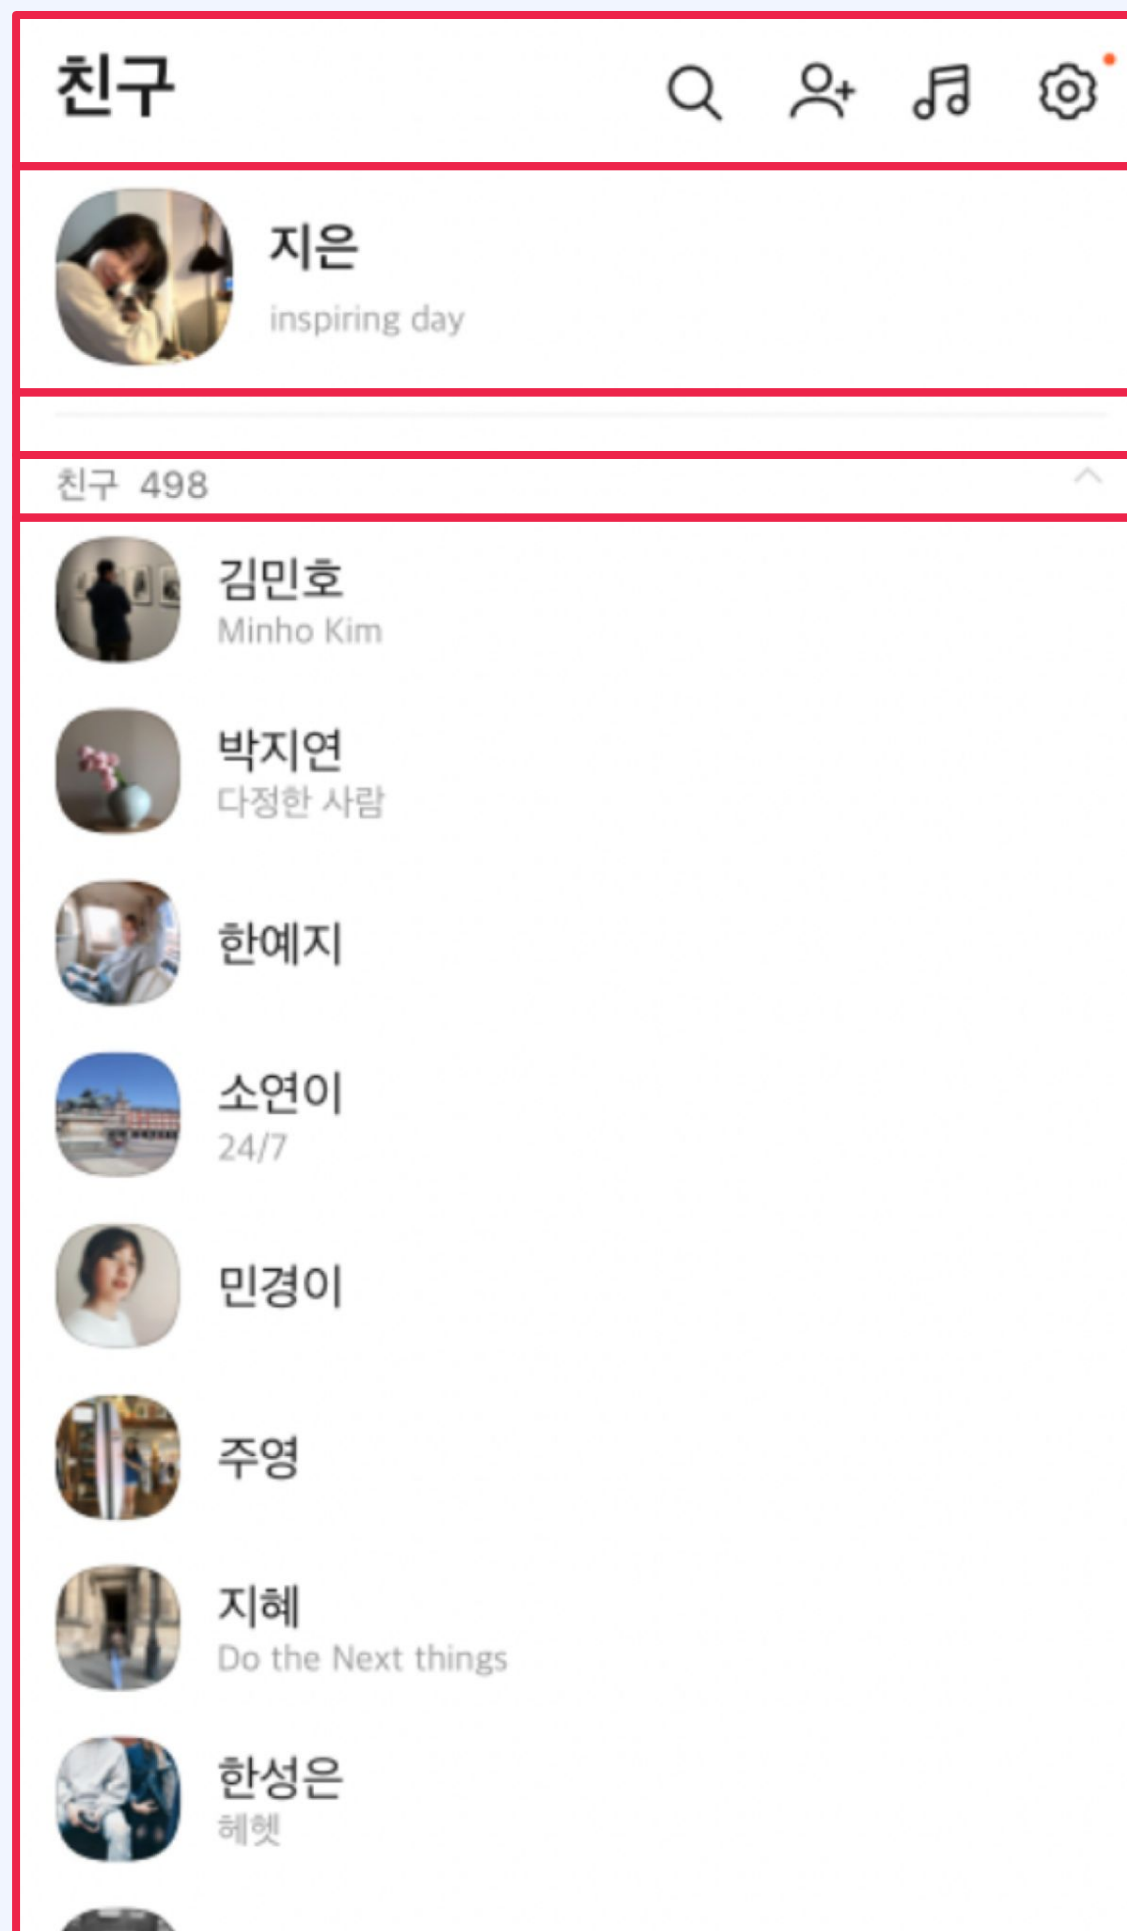 친구
지은
inspiring day
친구 498
김민호
Minho Kim
박지연
다정한 사람
한예지
소연이
24/7
민경이
주영
지혜
Do the Next things
한성은
헤헷